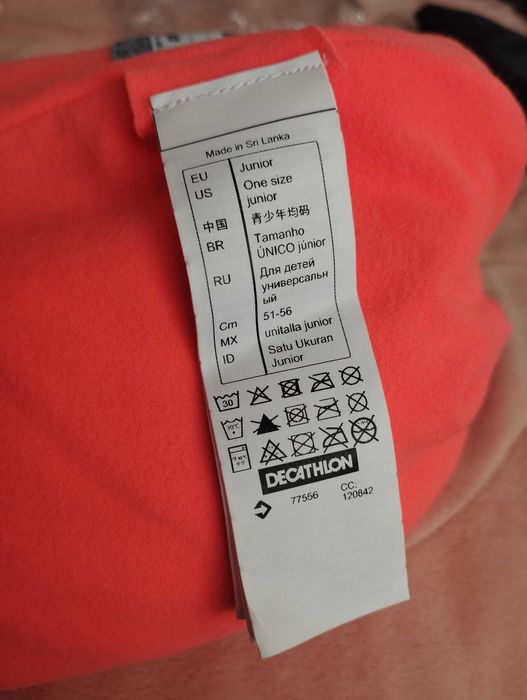 Made in Sri Lanka
EU Junior
US One size
junior
中国 青少年均码
BR Tamanho
ÚNICO júnior
RU Для детей
универсальн
ый
Cm 51-56
MX unitalla junior
ID Satu Ukuran
Junior
30
30°C
DECATHLON
77556 CC:
120842